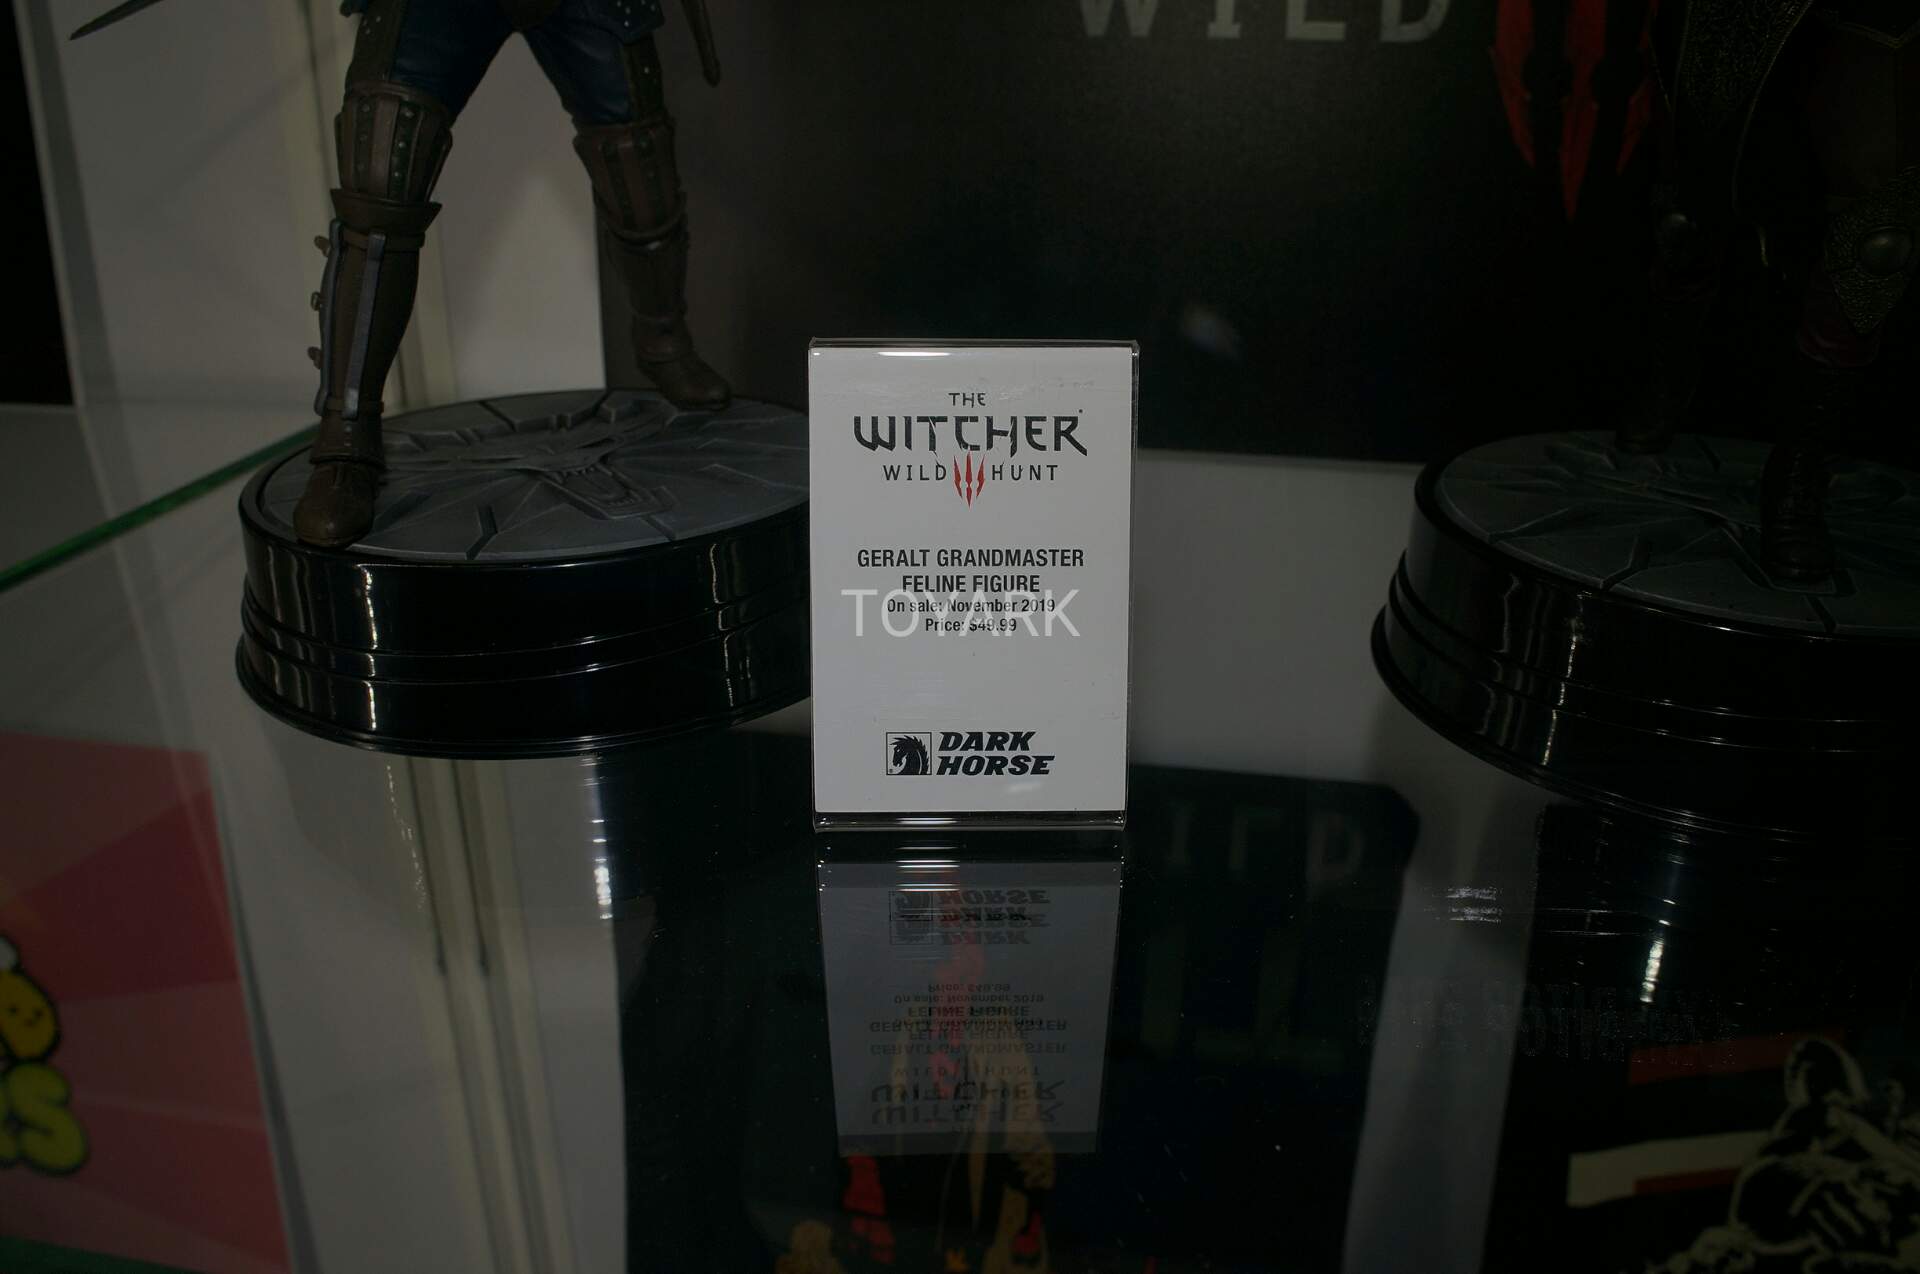 WILD
THE
WITCHER
WILD III HUNT
GERALT GRANDMASTER
FELINE FIGURE
On sale: November 2019
Price: $49.99
TOYARK
DARK
HORSE